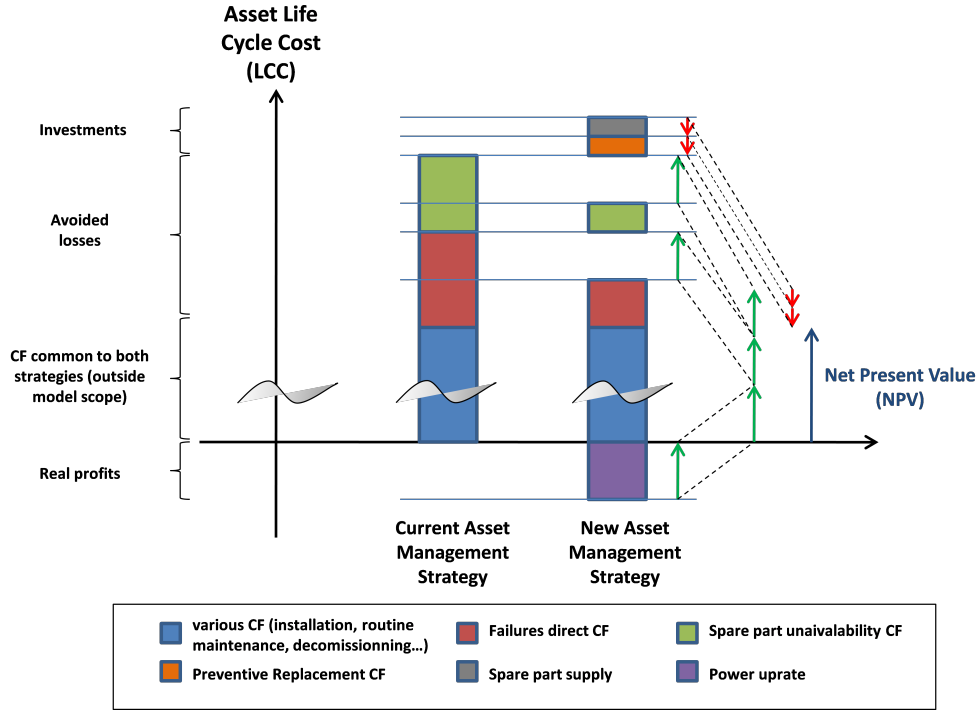 Asset Life
Cycle Cost
(LCC)
Investments
Avoided
losses
CF common to both
strategies (outside
model scope)
Real profits
Net Present Value
(NPV)
Current Asset
Management
Strategy
New Asset
Management
Strategy
various CF (installation, routine
maintenance, decomissionning...)
Failures direct CF
Spare part unaivalability CF
Preventive Replacement CF
Spare part supply
Power uprate